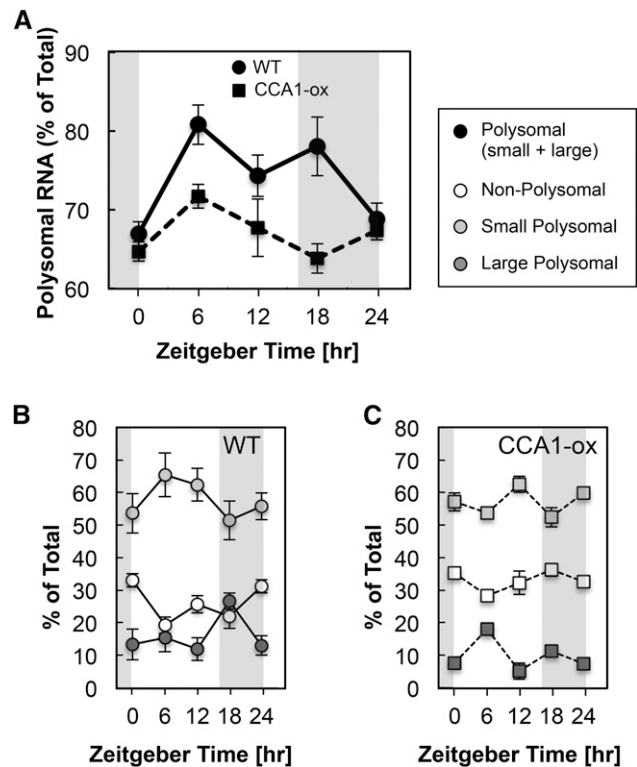 A
Polysomal RNA (% of Total)
90
80
70
60
WT
CCA1-ox
0 6 12 18 24
Zeitgeber Time [hr]
Polysomal
(small + large)
Non-Polysomal
Small Polysomal
Large Polysomal
B
% of Total
80
70
60
50
40
30
20
10
0
WT
0 6 12 18 24
Zeitgeber Time [hr]
C
% of Total
80
70
60
50
40
30
20
10
0
CCA1-ox
0 6 12 18 24
Zeitgeber Time [hr]